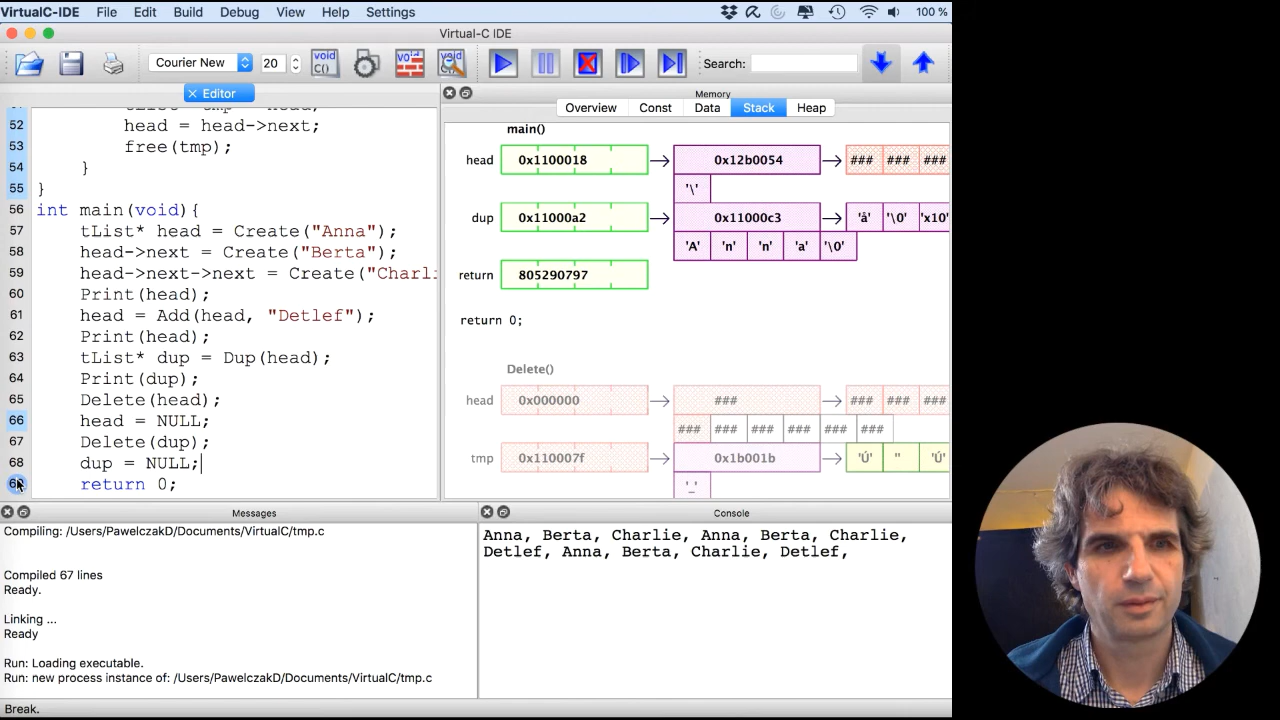 VirtualC-IDE File Edit Build Debug View Help Settings 100 %
Virtual-C IDE
Courier New 20 void C() void void Search:
Editor
52 head = head->next;
53 free(tmp);
54 }
55 }
56 int main(void){
57 tList* head = Create("Anna");
58 head->next = Create("Berta");
59 head->next->next = Create("Charl
60 Print(head);
61 head = Add(head, "Detlef");
62 Print(head);
63 tList* dup = Dup(head);
64 Print(dup);
65 Delete(head);
66 head = NULL;
67 Delete(dup);
68 dup = NULL;
return 0;
Memory
Overview Const Data Stack Heap
main()
head 0x1100018 0x12b0054 ### ### ###
'\'
dup 0x11000a2 0x11000c3 'å' '\0' 'x10'
'A' 'n' 'n' 'a' '\0'
return 805290797
return 0;
Delete()
head 0x000000 ### ### ### ###
### ### ### ### ### ###
tmp 0x110007f 0x1b001b 'Ú' '' 'Ú'
'_'
Messages
Compiling: /Users/PawelczakD/Documents/VirtualC/tmp.c
Compiled 67 lines
Ready.
Linking ...
Ready
Run: Loading executable.
Run: new process instance of: /Users/PawelczakD/Documents/VirtualC/tmp.c
Console
Anna, Berta, Charlie, Anna, Berta, Charlie,
Detlef, Anna, Berta, Charlie, Detlef,
Break.